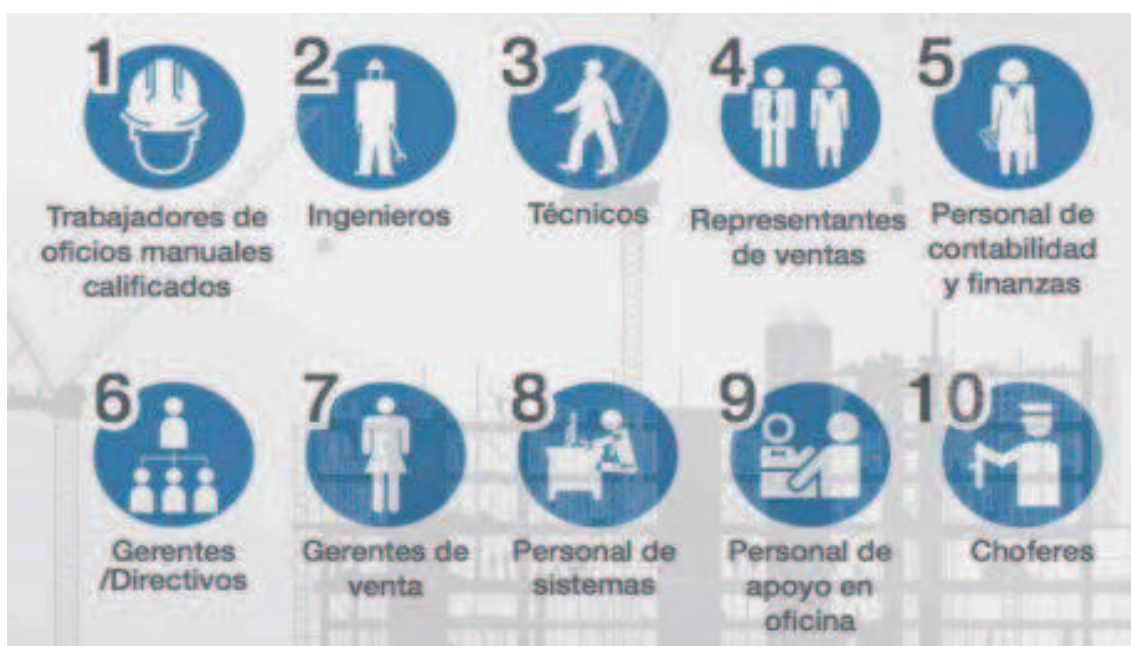 1
Trabajadores de
oficios manuales
calificados
2
Ingenieros
3
Técnicos
4
Representantes
de ventas
5
Personal de
contabilidad
y finanzas
6
Gerentes
/Directivos
7
Gerentes de
venta
8
Personal de
sistemas
9
Personal de
apoyo en
oficina
10
Choferes